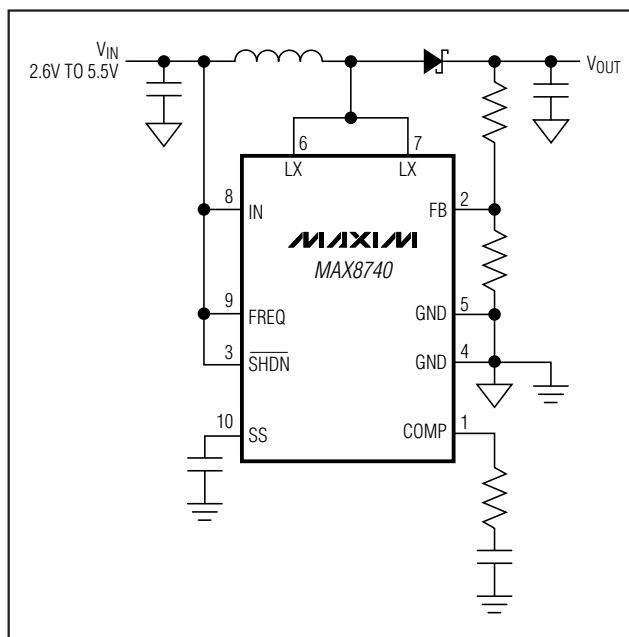 VIN
2.6V TO 5.5V
VOUT
6
7
LX
LX
8
IN
2
FB
MAXIM
MAX8740
9
FREQ
5
GND
3
SHDN
4
GND
10
SS
1
COMP